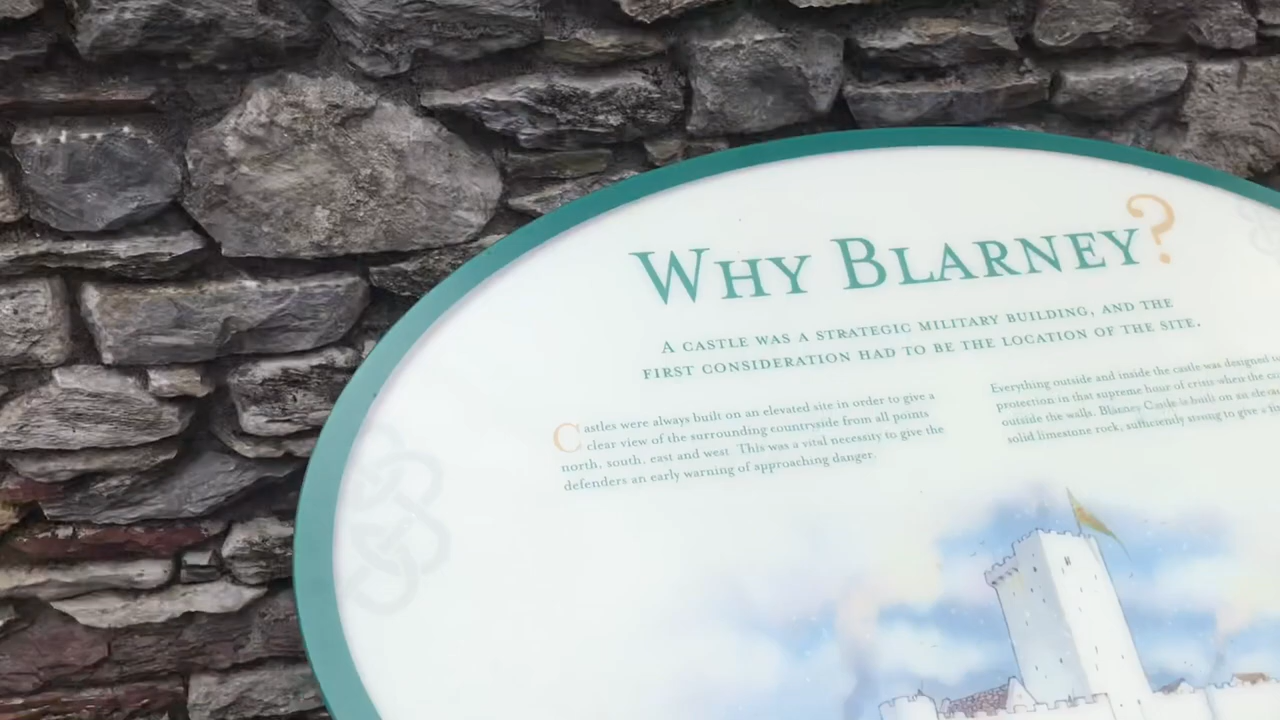 WHY BLARNEY?
A CASTLE WAS A STRATEGIC MILITARY BUILDING, AND THE
FIRST CONSIDERATION HAD TO BE THE LOCATION OF THE SITE.
Castles were always built on an elevated site in order to give a
clear view of the surrounding countryside from all points
north, south, east and west. This was a vital necessity to give the
defenders an early warning of approaching danger.
Everything outside and inside the castle was designed
protection in that supreme hour of crisis when the
outside the walls. Blarney Castle is built on an
solid limestone rock, sufficiently strong to give a